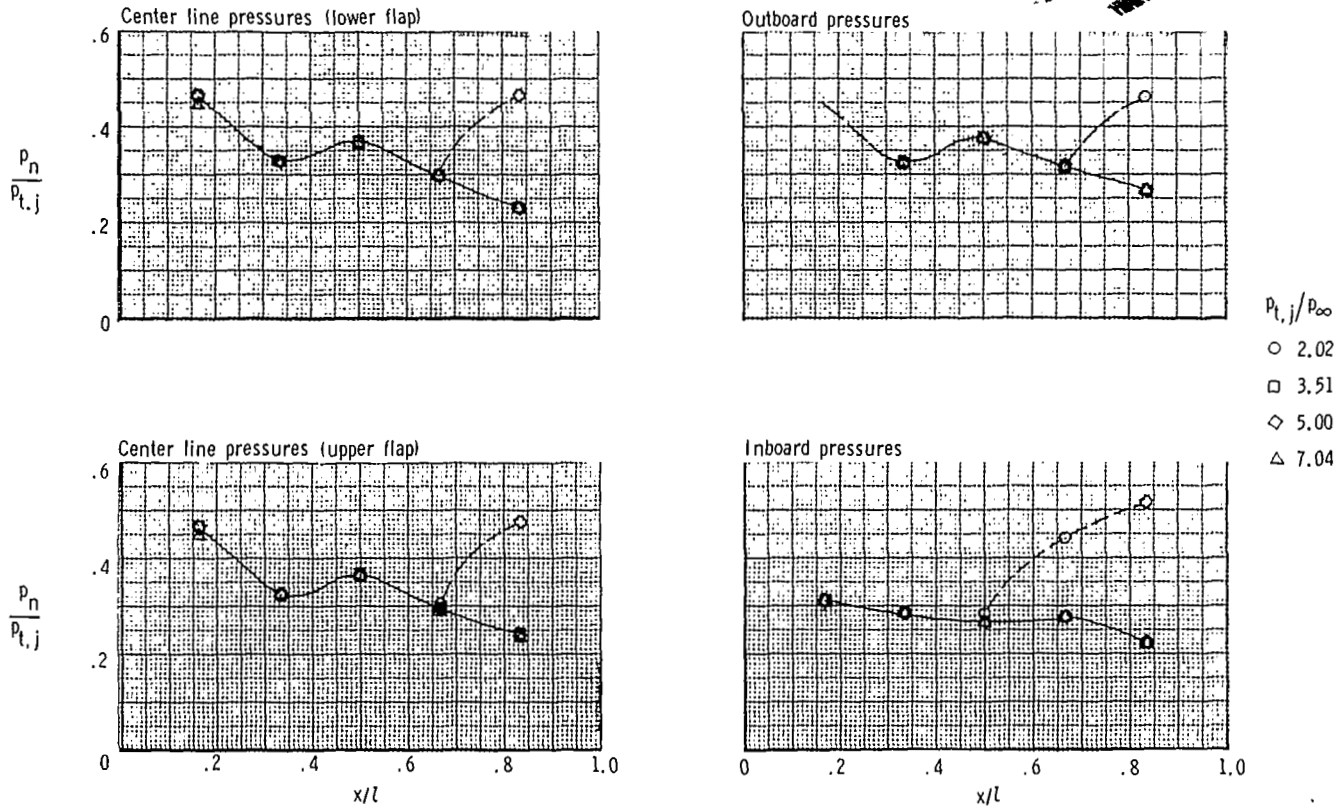 Center line pressures (lower flap)
Outboard pressures
.6
.4
.2
0
p_n
p_t,j
p_t,j/p∞
○ 2.02
□ 3.51
◇ 5.00
△ 7.04
Center line pressures (upper flap)
Inboard pressures
.6
.4
.2
0
p_n
p_t,j
0 .2 .4 .6 .8 1.0
x/l
0 .2 .4 .6 .8 1.0
x/l